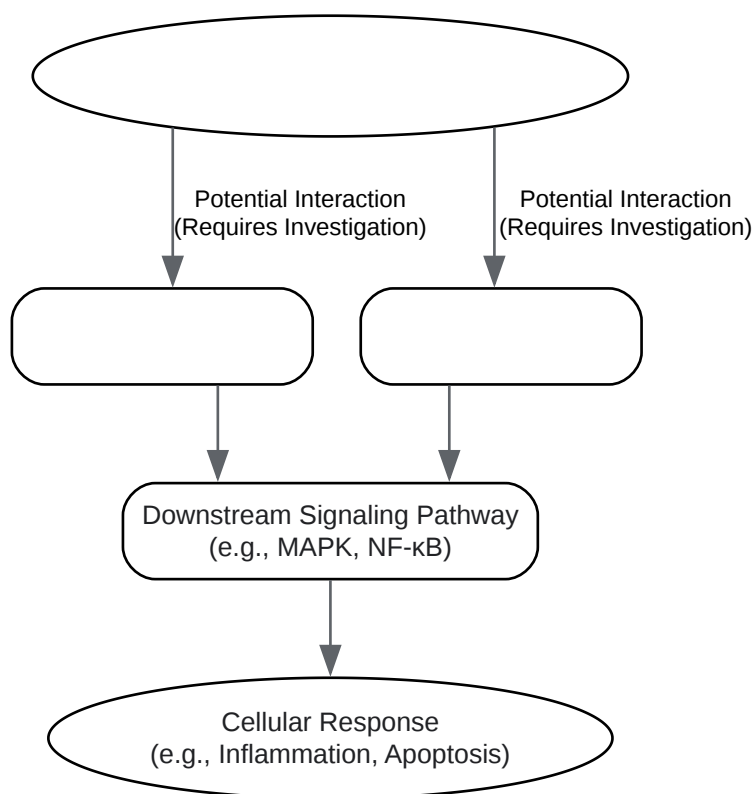 Potential Interaction
(Requires Investigation)
Potential Interaction
(Requires Investigation)
Downstream Signaling Pathway
(e.g., MAPK, NF-κB)
Cellular Response
(e.g., Inflammation, Apoptosis)